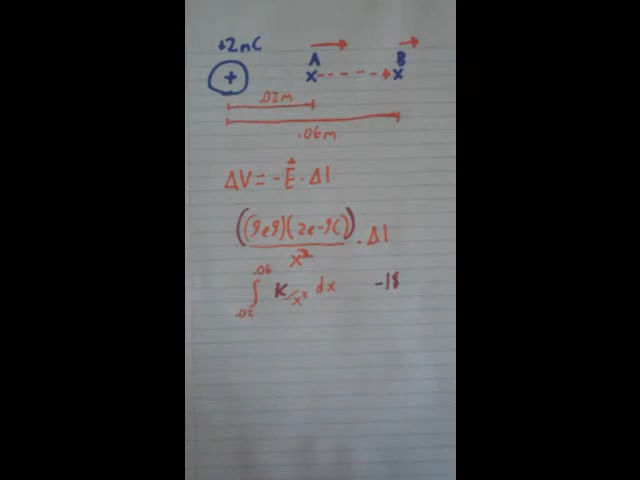 +2nC
A B
+ x x
.02m
.06m
ΔV = -E⃗ · Δl
((9e9)(2e-9C)) / x² · Δl
∫.02^.06 K/x² dx -18